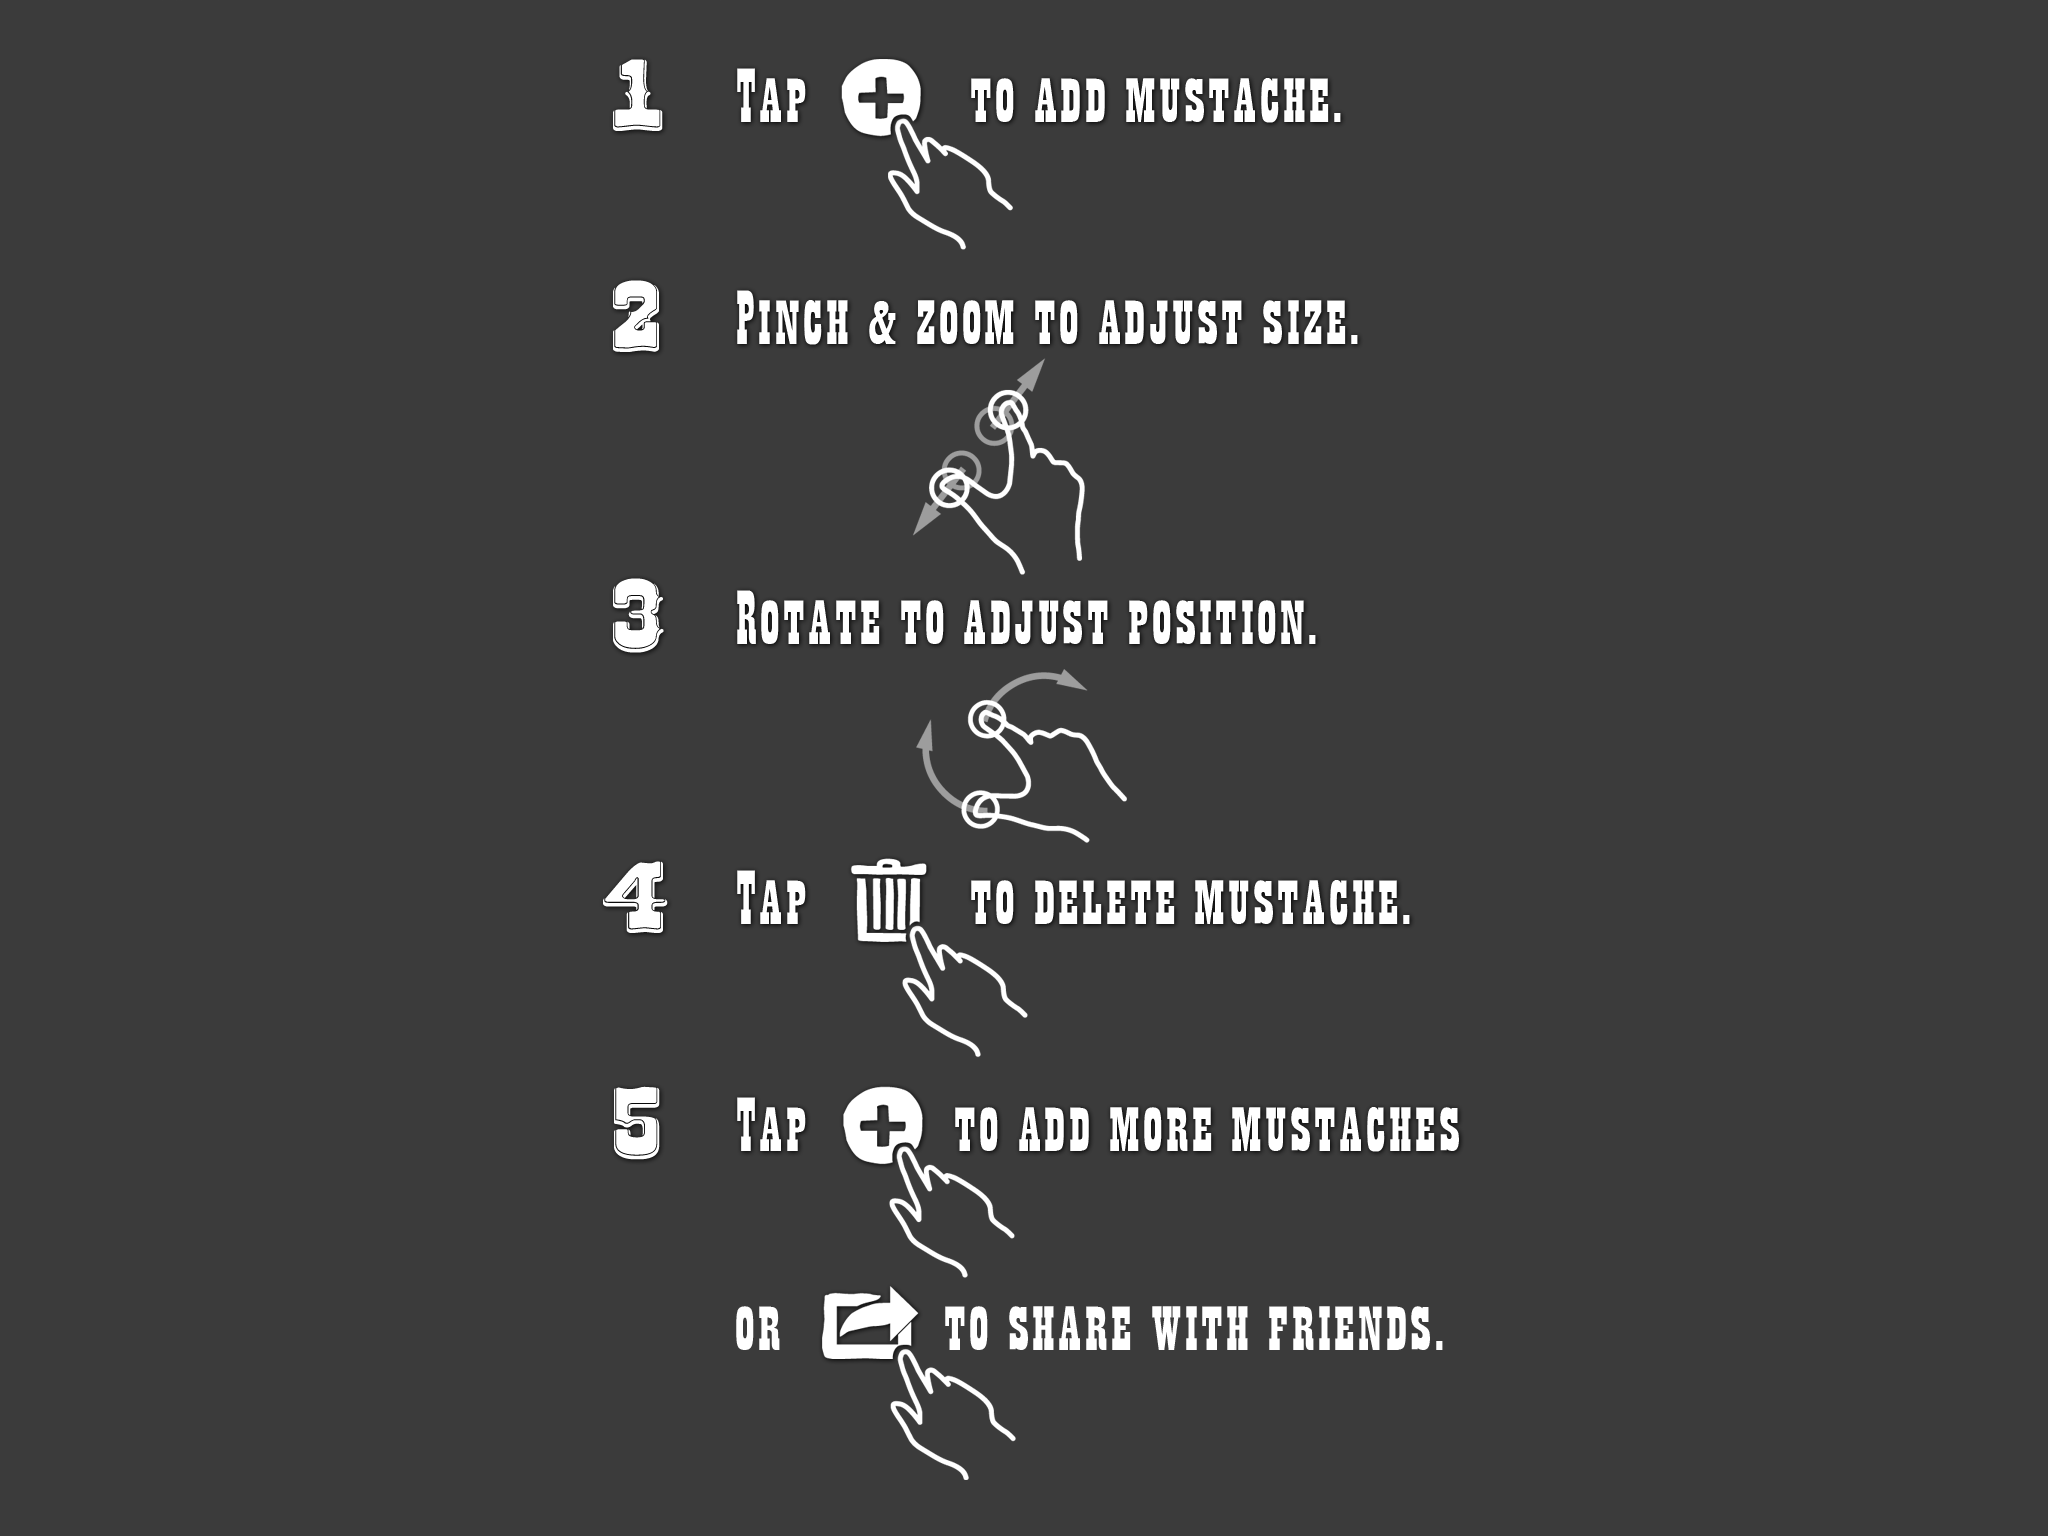 1 Tap to add mustache.
2 Pinch & zoom to adjust size.
3 Rotate to adjust position.
4 Tap to delete mustache.
5 Tap to add more mustaches
or to share with friends.